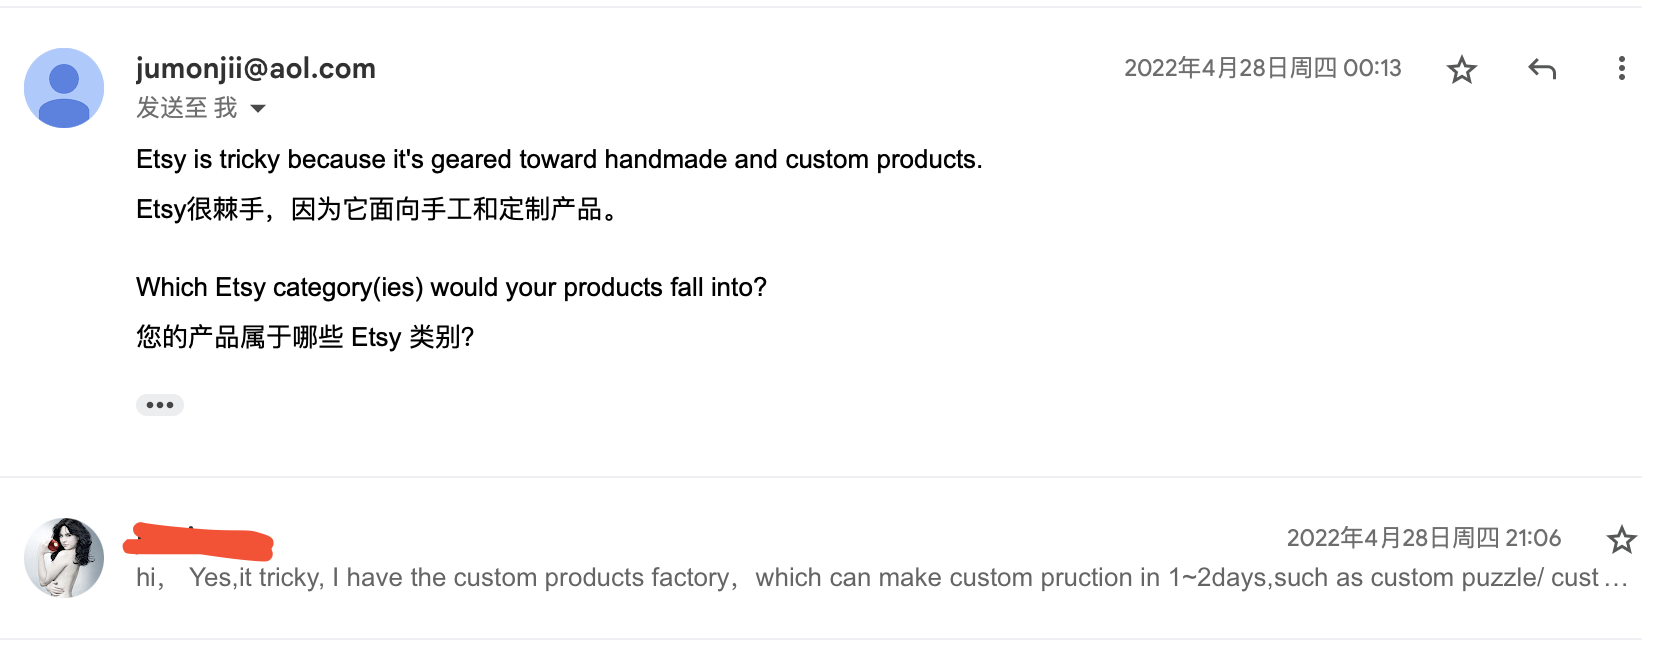 jumonjii@aol.com
2022年4月28日周四 00:13
发送至 我
Etsy is tricky because it's geared toward handmade and custom products.
Etsy很棘手，因为它面向手工和定制产品。
Which Etsy category(ies) would your products fall into?
您的产品属于哪些 Etsy 类别?
2022年4月28日周四 21:06
hi， Yes,it tricky, I have the custom products factory，which can make custom pruction in 1~2days,such as custom puzzle/ cust …